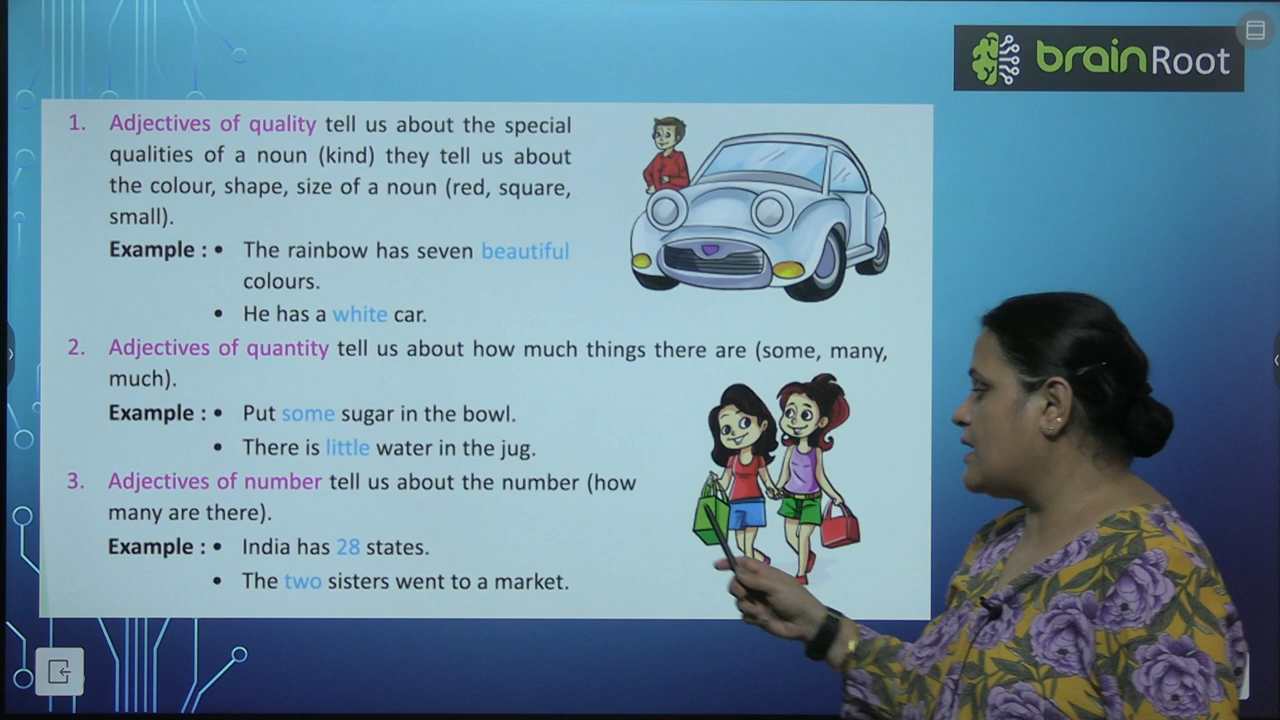 brainRoot
1. Adjectives of quality tell us about the special
qualities of a noun (kind) they tell us about
the colour, shape, size of a noun (red, square,
small).
Example : • The rainbow has seven beautiful
colours.
• He has a white car.
2. Adjectives of quantity tell us about how much things there are (some, many,
much).
Example : • Put some sugar in the bowl.
• There is little water in the jug.
3. Adjectives of number tell us about the number (how
many are there).
Example : • India has 28 states.
• The two sisters went to a market.